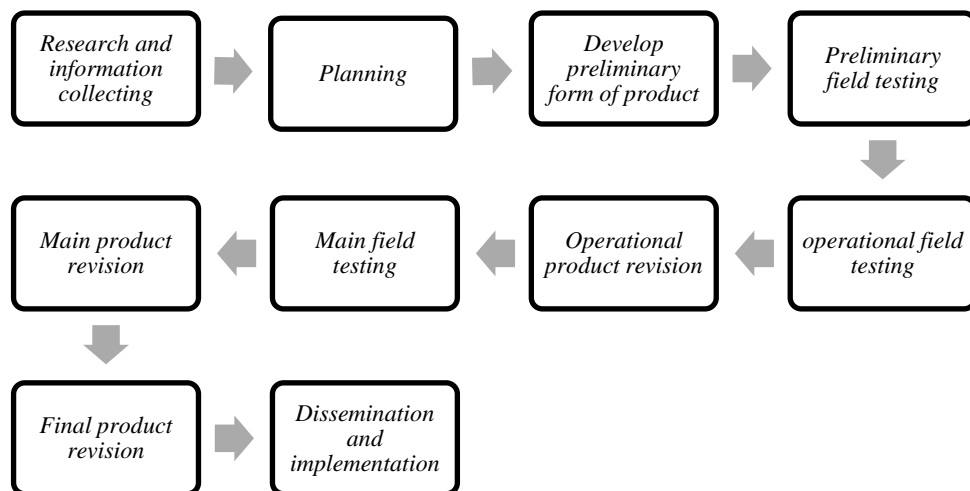 Research and
information
collecting
Planning
Develop
preliminary
form of product
Preliminary
field testing
operational field
testing
Operational
product revision
Main field
testing
Main product
revision
Final product
revision
Dissemination
and
implementation